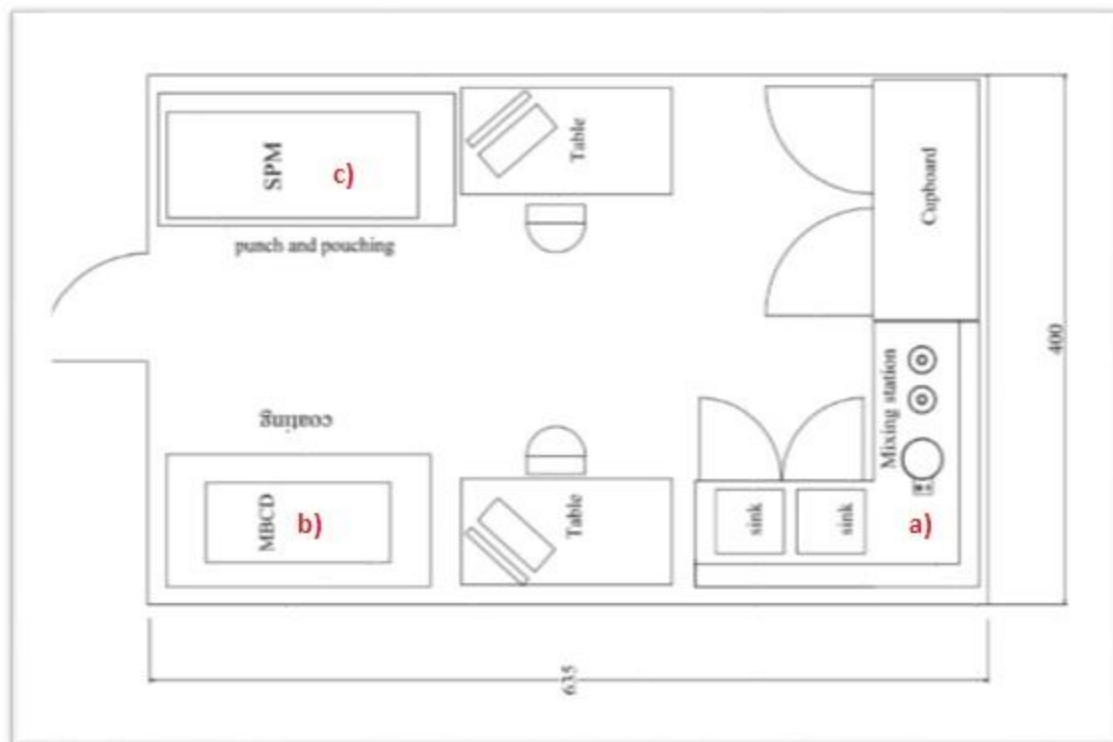 SPM
c)
punch and pouching
Table
Cupboard
400
Mixing station
coating
MBCD
b)
Table
sink
sink
a)
635